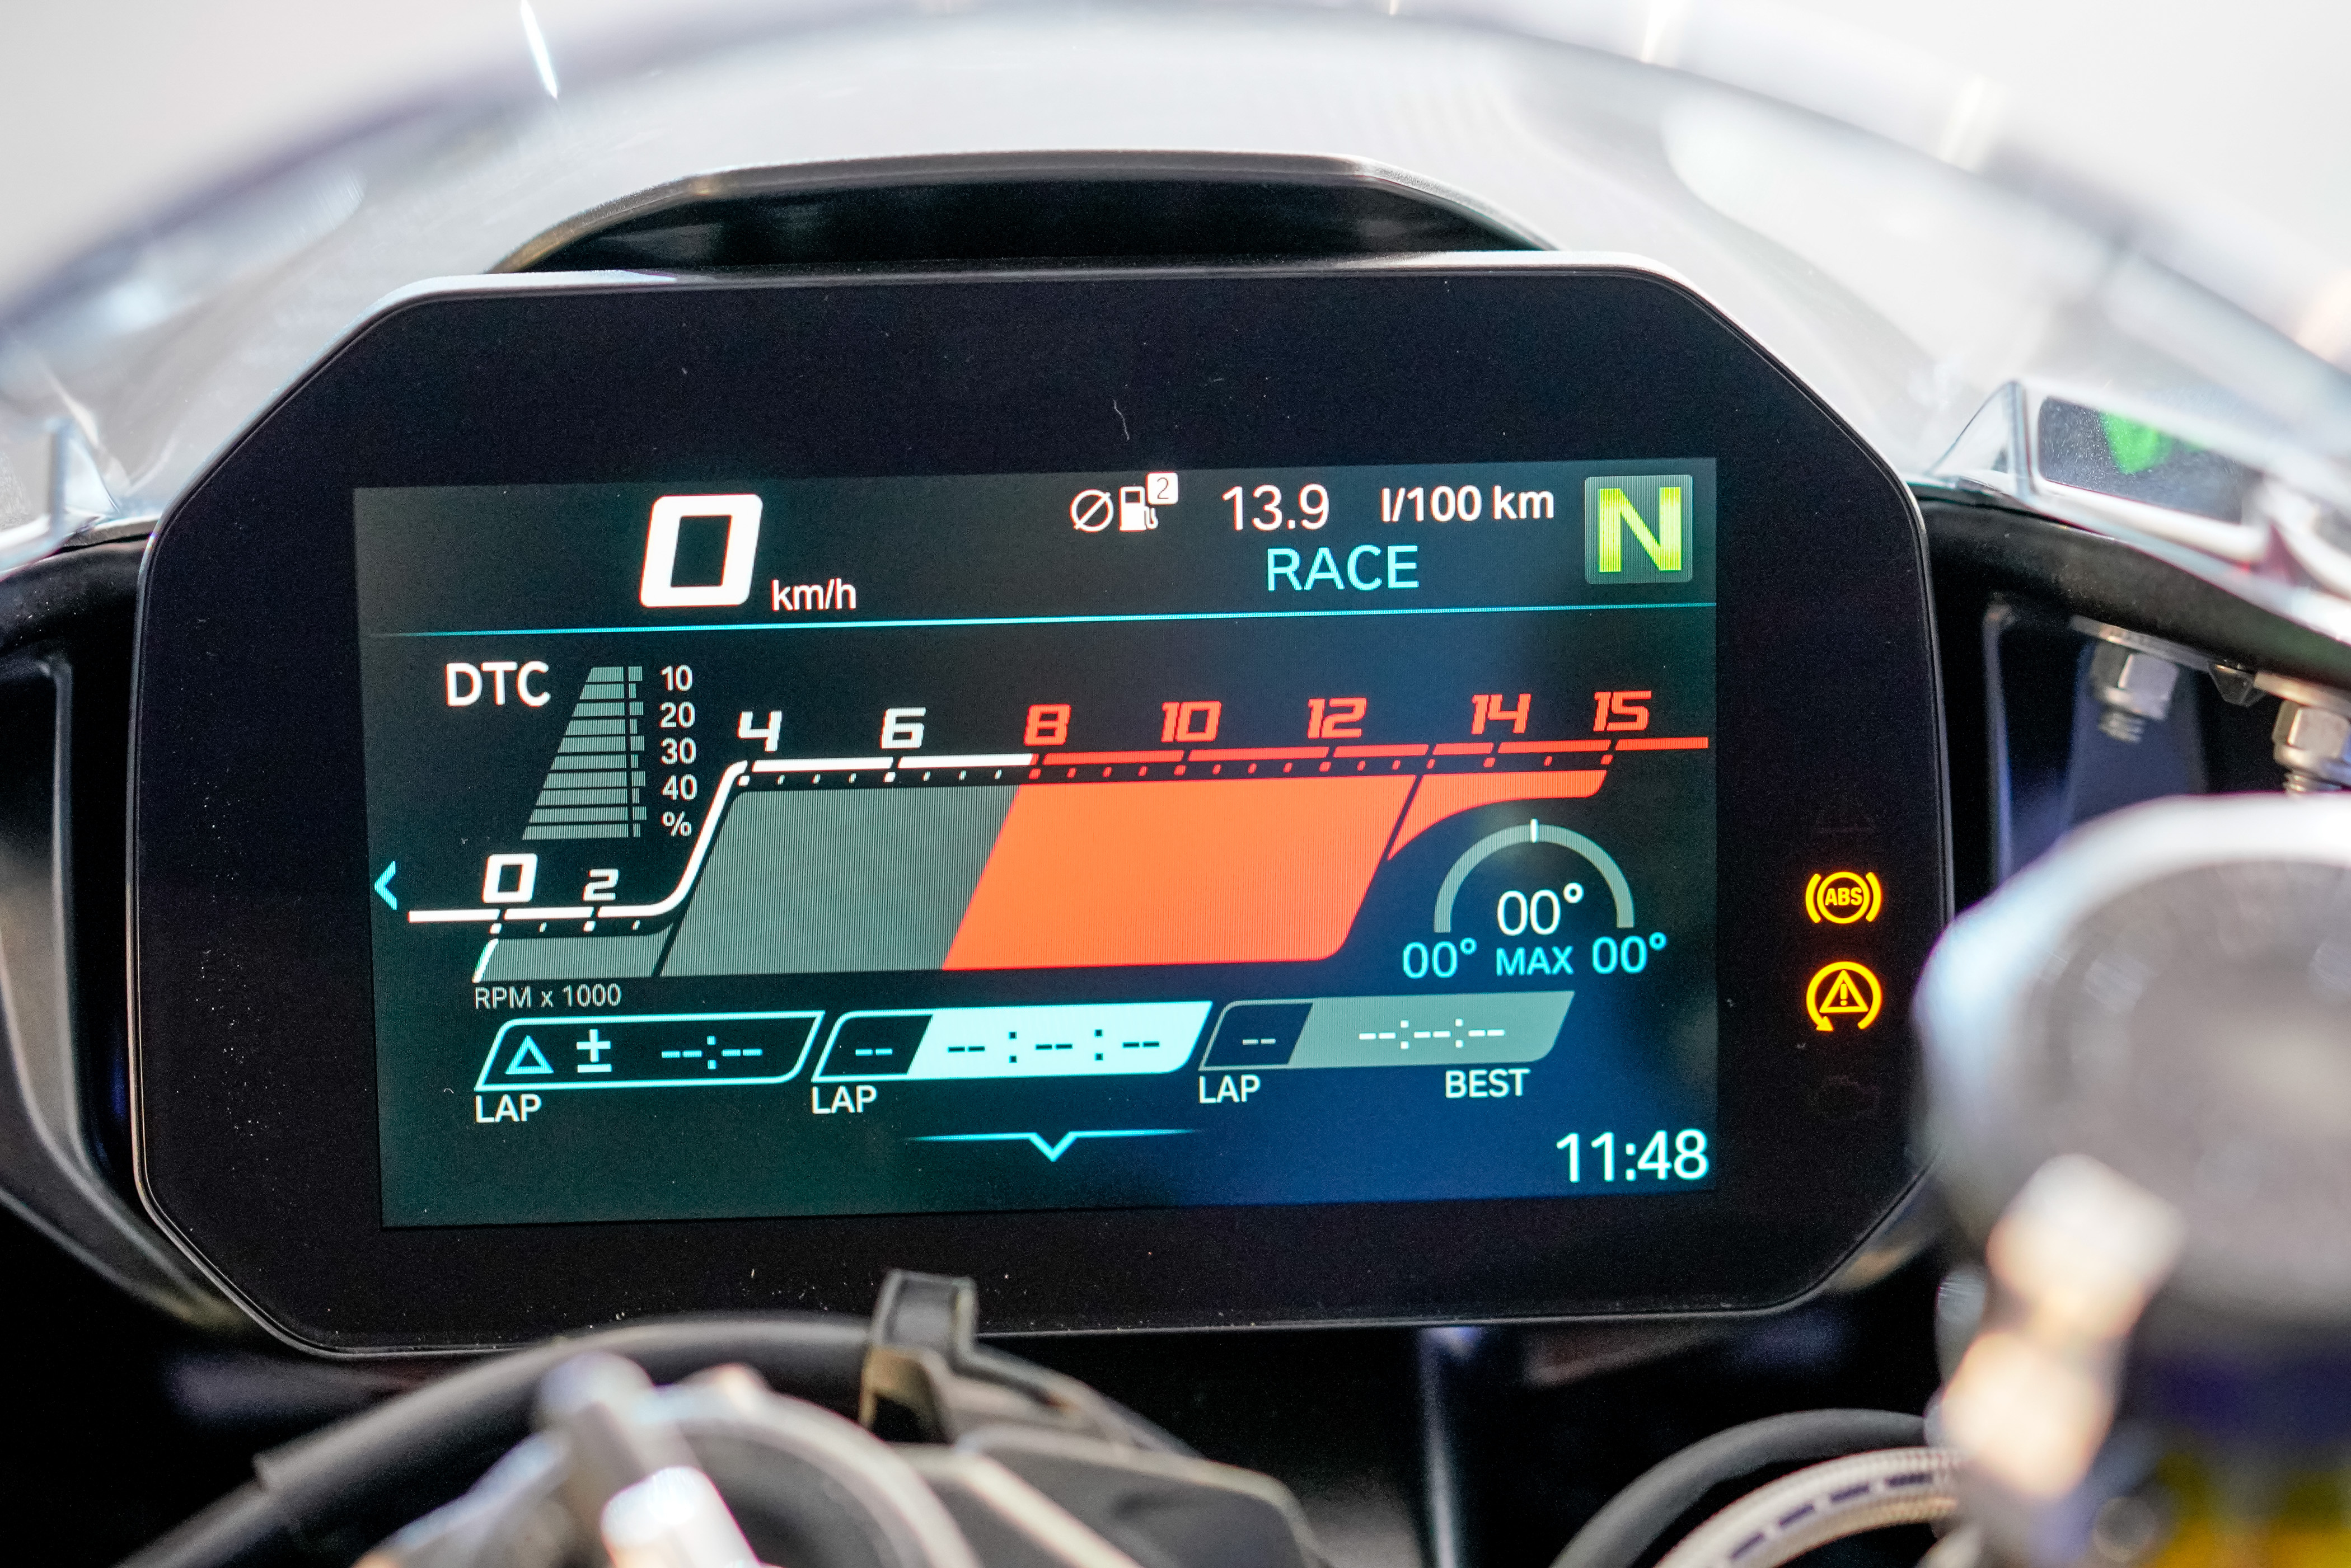 0 km/h
2 13.9 l/100 km N
RACE
DTC
10
20
30
40
%
0 2 4 6 8 10 12 14 15
00°
00° MAX 00°
RPM x 1000
± --:--
-- --:--:--
-- --:--:--
LAP LAP LAP BEST
11:48
ABS